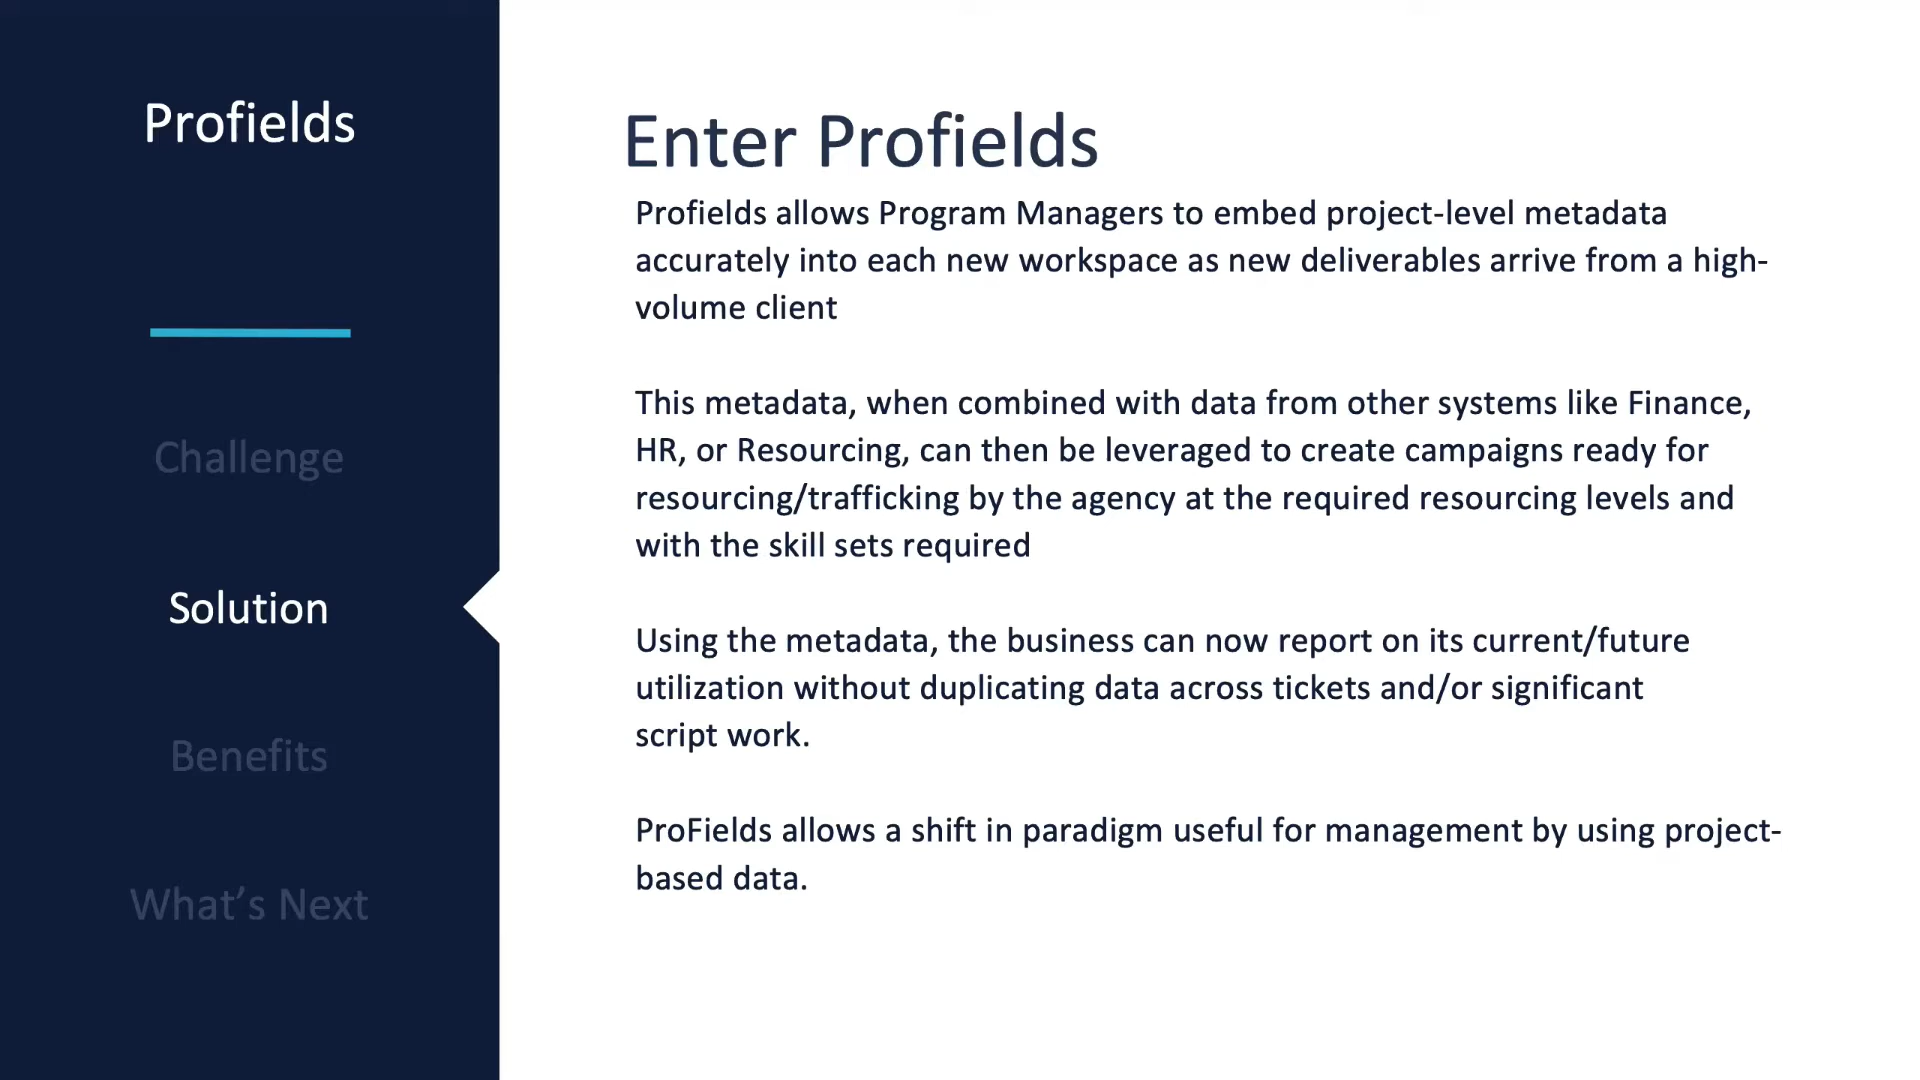 Profields
Challenge
Solution
Benefits
What’s Next
Enter Profields
Profields allows Program Managers to embed project-level metadata
accurately into each new workspace as new deliverables arrive from a high-
volume client
This metadata, when combined with data from other systems like Finance,
HR, or Resourcing, can then be leveraged to create campaigns ready for
resourcing/trafficking by the agency at the required resourcing levels and
with the skill sets required
Using the metadata, the business can now report on its current/future
utilization without duplicating data across tickets and/or significant
script work.
ProFields allows a shift in paradigm useful for management by using project-
based data.